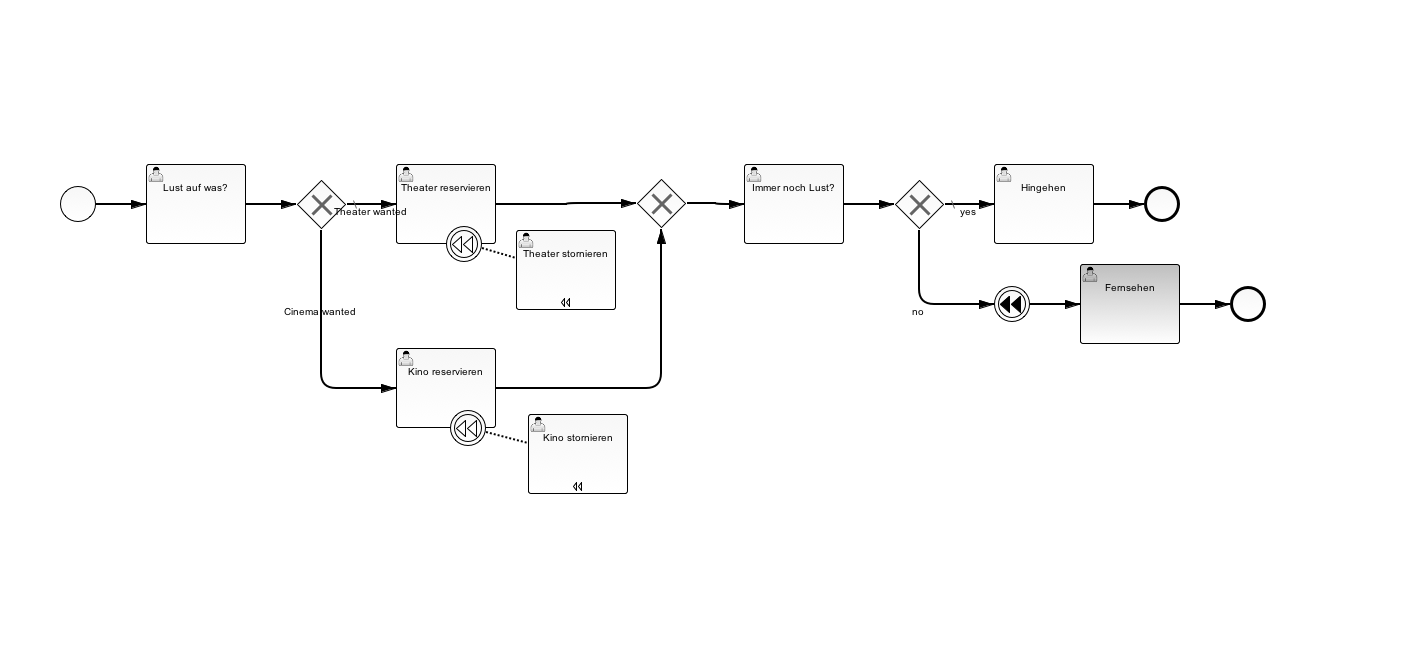 Lust auf was?
Theater wanted
Theater reservieren
Theater stornieren
Cinema wanted
Kino reservieren
Kino stornieren
Immer noch Lust?
yes
Hingehen
no
Fernsehen